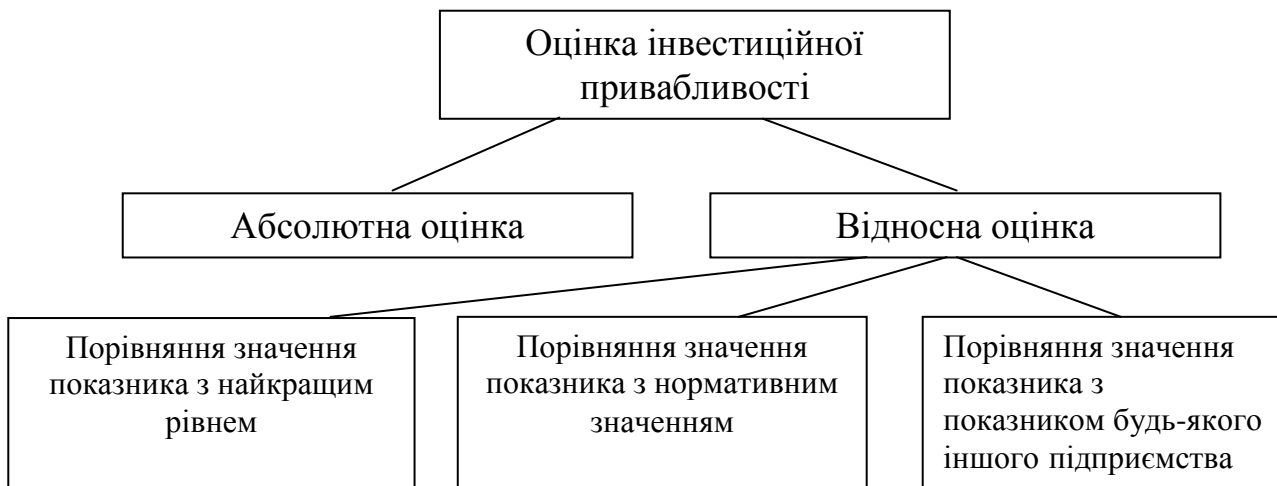 Оцінка інвестиційної
привабливості
Абсолютна оцінка
Відносна оцінка
Порівняння значення
показника з найкращим
рівнем
Порівняння значення
показника з нормативним
значенням
Порівняння значення
показника з
показником будь-якого
іншого підприємства